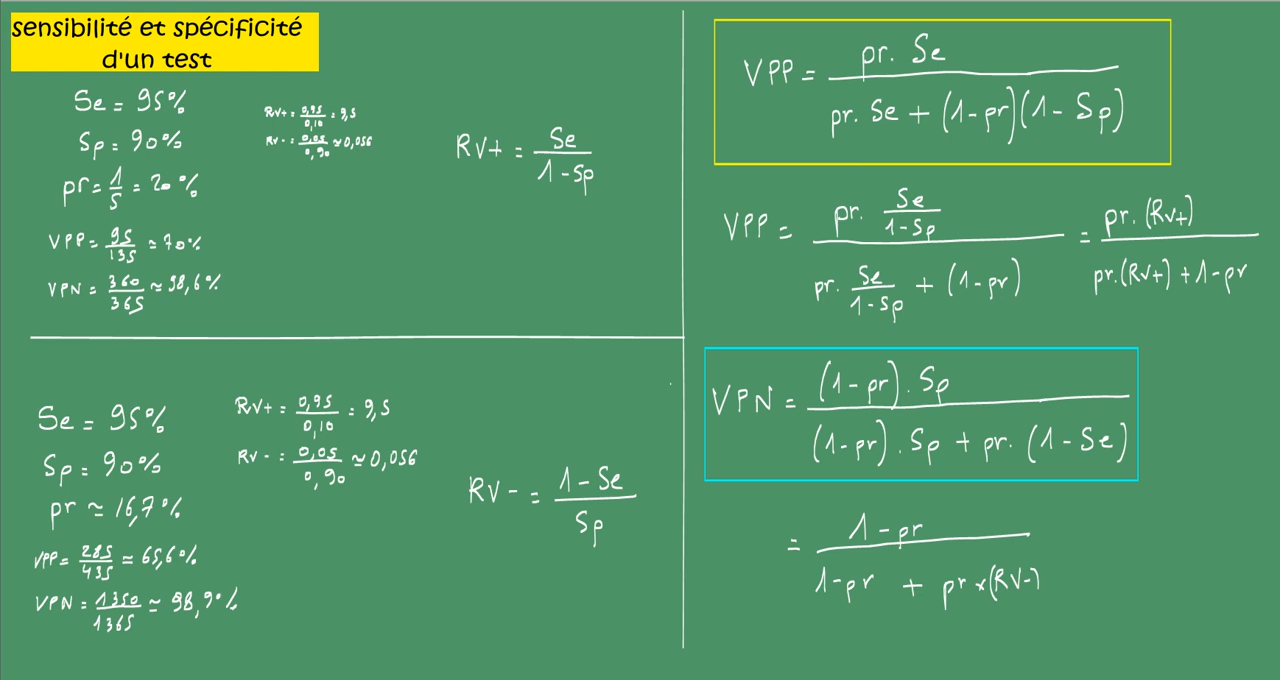 sensibilité et spécificité
d'un test
Se = 95%
Sp = 90%
pr = 1/5 = 20%
VPP = 95/135 ≃ 70%
VPN = 360/365 ≃ 98,6%
RV+ = 0,95/0,10 = 9,5
RV- = 0,05/0,90 ≃ 0,056
RV+ = Se/(1-Sp)
Se = 95%
Sp = 90%
pr ≃ 16,7%
VPP = 285/435 ≃ 65,6%
VPN = 1350/1365 ≃ 98,9%
RV+ = 0,95/0,10 = 9,5
RV- = 0,05/0,90 ≃ 0,056
RV- = (1-Se)/Sp
VPP = pr. Se/(pr. Se + (1-pr)(1-Sp))
VPP = (pr. Se/(1-Sp))/(pr. Se/(1-Sp) + (1-pr)) = pr. (RV+)/(pr. (RV+) + 1-pr)
VPN = (1-pr). Sp/((1-pr). Sp + pr. (1-Se))
= (1-pr)/(1-pr + pr×(RV-))